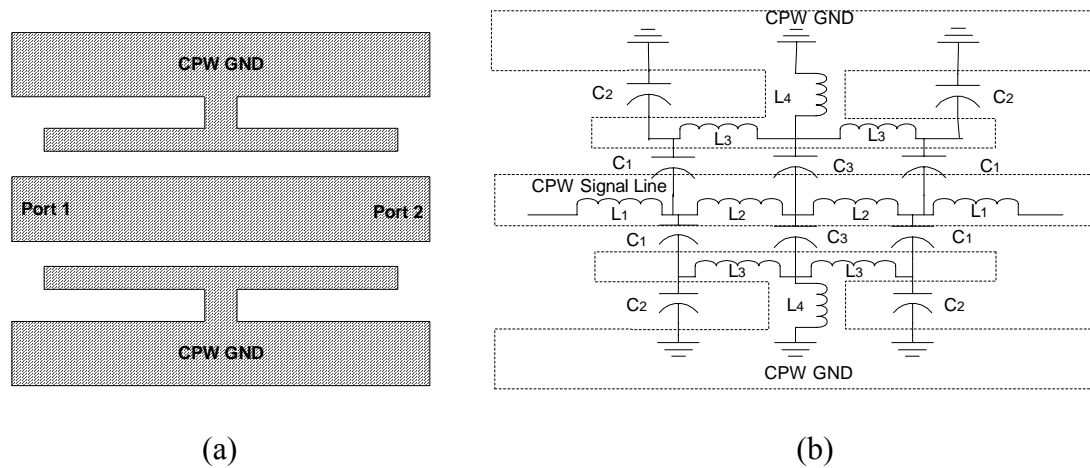 CPW GND
Port 1
Port 2
CPW GND
(a)
CPW GND
C2
L4
C2
L3
L3
C1
C3
C1
CPW Signal Line
L1
L2
L2
L1
C1
C3
C1
L3
L3
C2
L4
C2
CPW GND
(b)